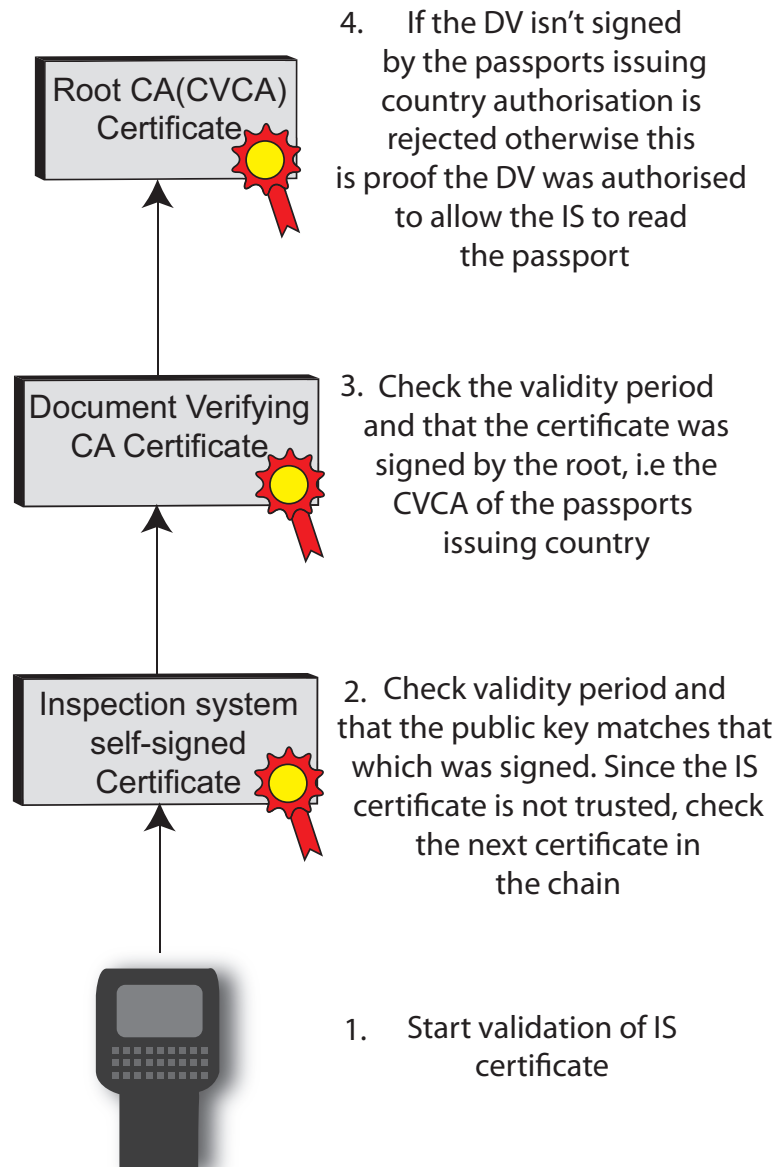 4. If the DV isn't signed
by the passports issuing
country authorisation is
rejected otherwise this
is proof the DV was authorised
to allow the IS to read
the passport
Root CA(CVCA)
Certificate
3. Check the validity period
and that the certificate was
signed by the root, i.e the
CVCA of the passports
issuing country
Document Verifying
CA Certificate
2. Check validity period and
that the public key matches that
which was signed. Since the IS
certificate is not trusted, check
the next certificate in
the chain
Inspection system
self-signed
Certificate
1. Start validation of IS
certificate